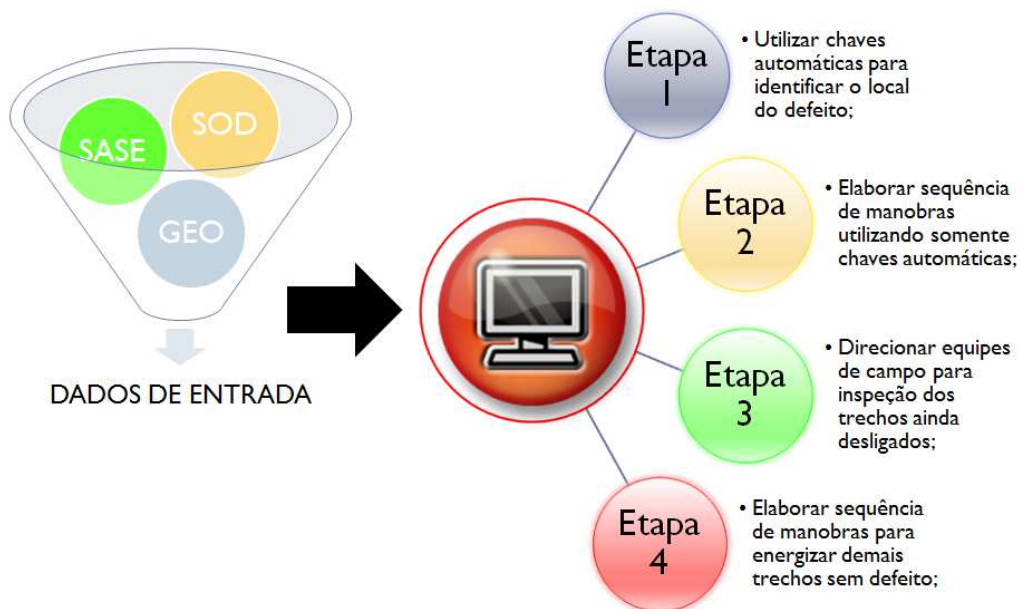 SASE
SOD
GEO
DADOS DE ENTRADA
Etapa
1
• Utilizar chaves
automáticas para
identificar o local
do defeito;
Etapa
2
• Elaborar sequência
de manobras
utilizando somente
chaves automáticas;
Etapa
3
• Direcionar equipes
de campo para
inspeção dos
trechos ainda
desligados;
Etapa
4
• Elaborar sequência
de manobras para
energizar demais
trechos sem defeito;